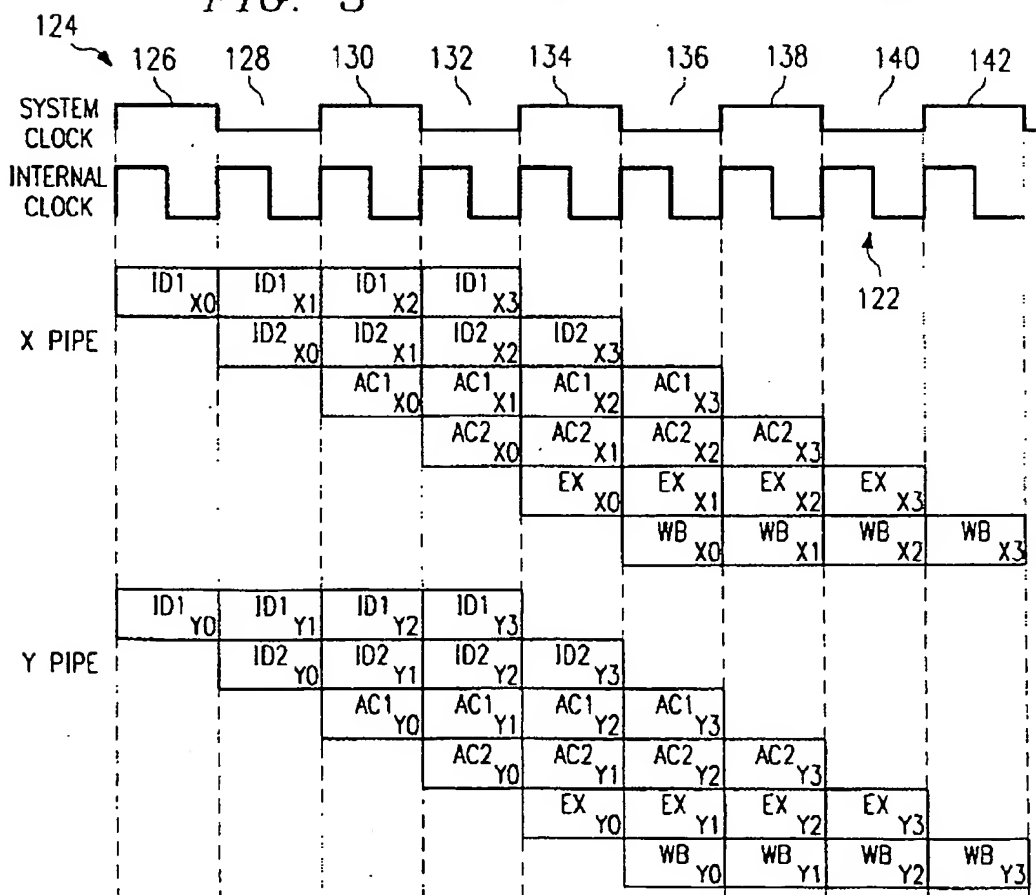 FIG. 3
124
126 128 130 132 134 136 138 140 142
SYSTEM CLOCK
INTERNAL CLOCK
122
X PIPE
ID1 X0 ID1 X1 ID1 X2 ID1 X3
ID2 X0 ID2 X1 ID2 X2 ID2 X3
AC1 X0 AC1 X1 AC1 X2 AC1 X3
AC2 X0 AC2 X1 AC2 X2 AC2 X3
EX X0 EX X1 EX X2 EX X3
WB X0 WB X1 WB X2 WB X3
Y PIPE
ID1 Y0 ID1 Y1 ID1 Y2 ID1 Y3
ID2 Y0 ID2 Y1 ID2 Y2 ID2 Y3
AC1 Y0 AC1 Y1 AC1 Y2 AC1 Y3
AC2 Y0 AC2 Y1 AC2 Y2 AC2 Y3
EX Y0 EX Y1 EX Y2 EX Y3
WB Y0 WB Y1 WB Y2 WB Y3